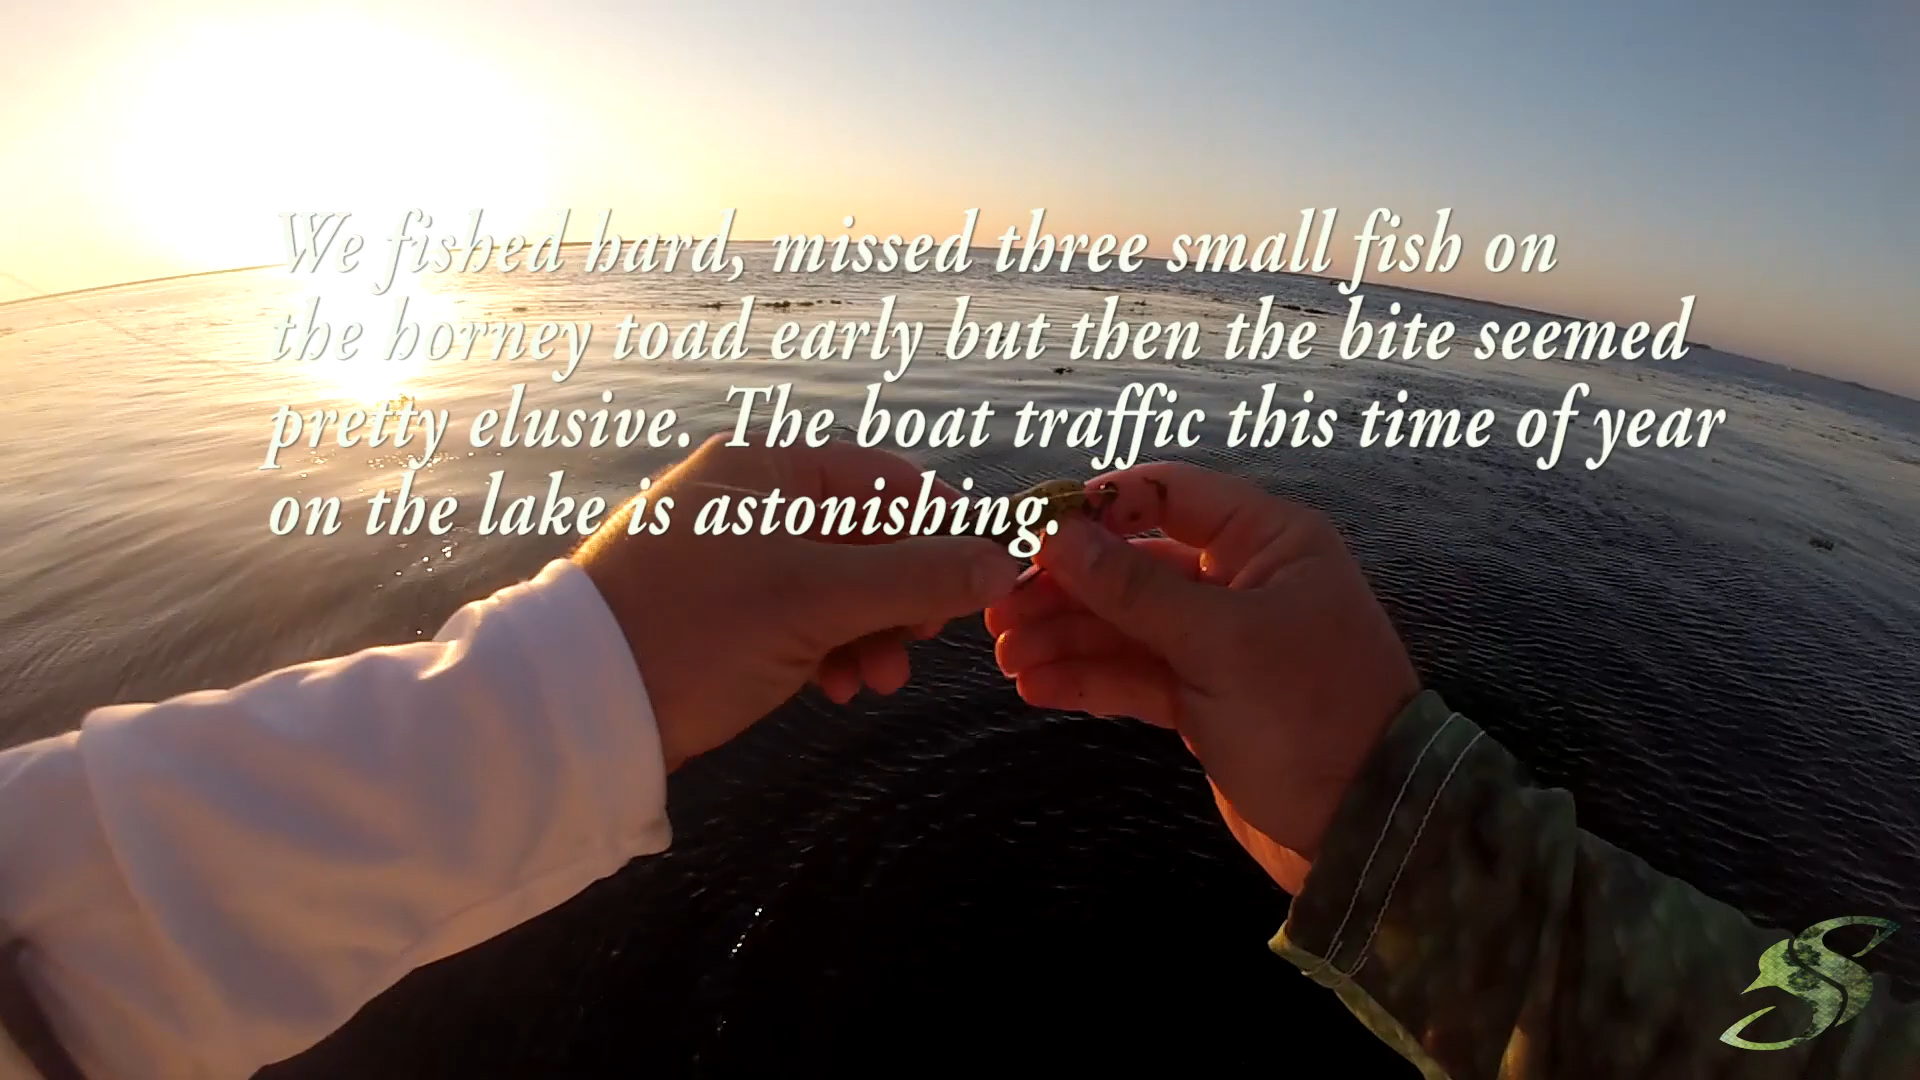 We fished hard, missed three small fish on
the horney toad early but then the bite seemed
pretty elusive. The boat traffic this time of year
on the lake is astonishing.